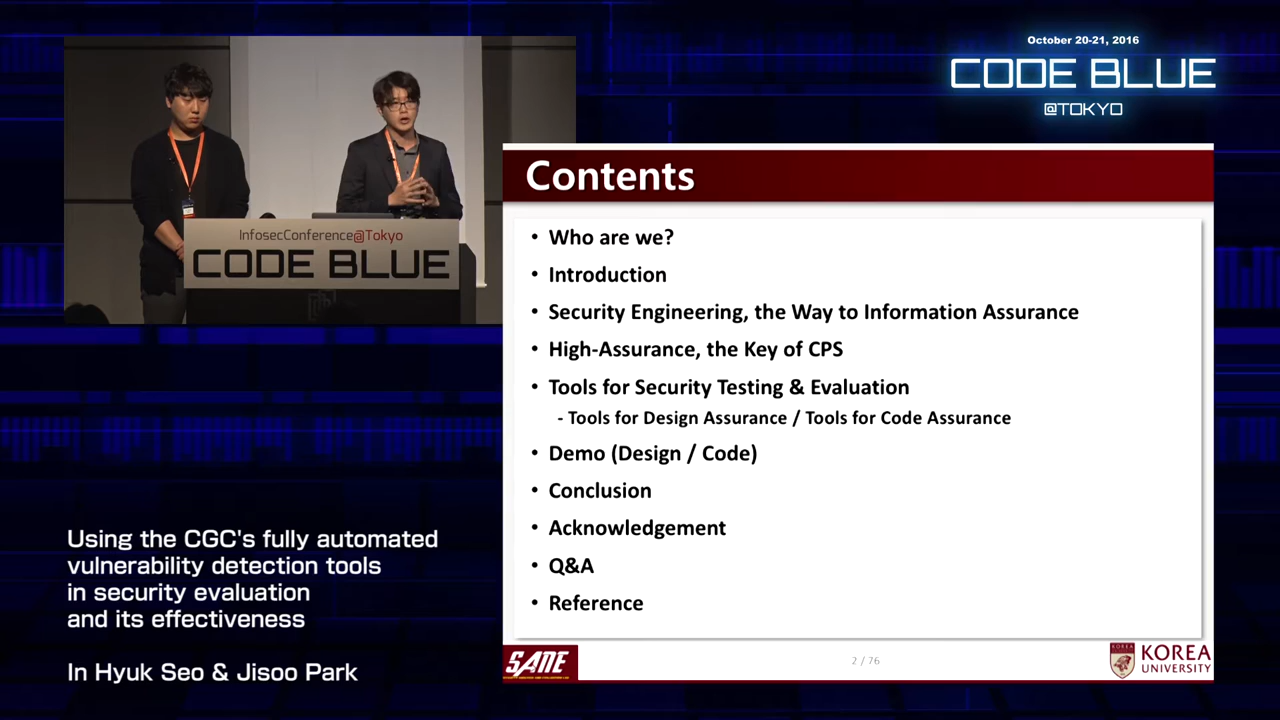 October 20-21, 2016
CODE BLUE
@TOKYO
InfosecConference@Tokyo
CODE BLUE
Contents
• Who are we?
• Introduction
• Security Engineering, the Way to Information Assurance
• High-Assurance, the Key of CPS
• Tools for Security Testing & Evaluation
- Tools for Design Assurance / Tools for Code Assurance
• Demo (Design / Code)
• Conclusion
• Acknowledgement
• Q&A
• Reference
SANE
2 / 76
KOREA
UNIVERSITY
Using the CGC's fully automated
vulnerability detection tools
in security evaluation
and its effectiveness
In Hyuk Seo & Jisoo Park